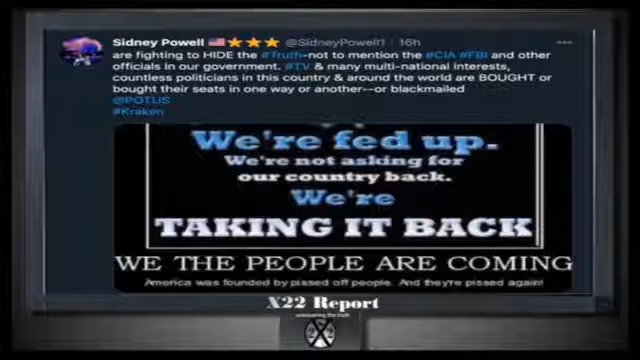 Sidney Powell @SidneyPowell1 16h
are fighting to HIDE the #Truth-not to mention the #CIA #FBI and other
officials in our government. #TV & many multi-national interests,
countless politicians in this country & around the world are BOUGHT or
bought their seats in one way or another--or blackmailed
@POTUS
#Kraken
We're fed up.
We're not asking for
our country back.
We're
TAKING IT BACK
WE THE PEOPLE ARE COMING
America was founded by pissed off people. And they're pissed again!
X22 Report